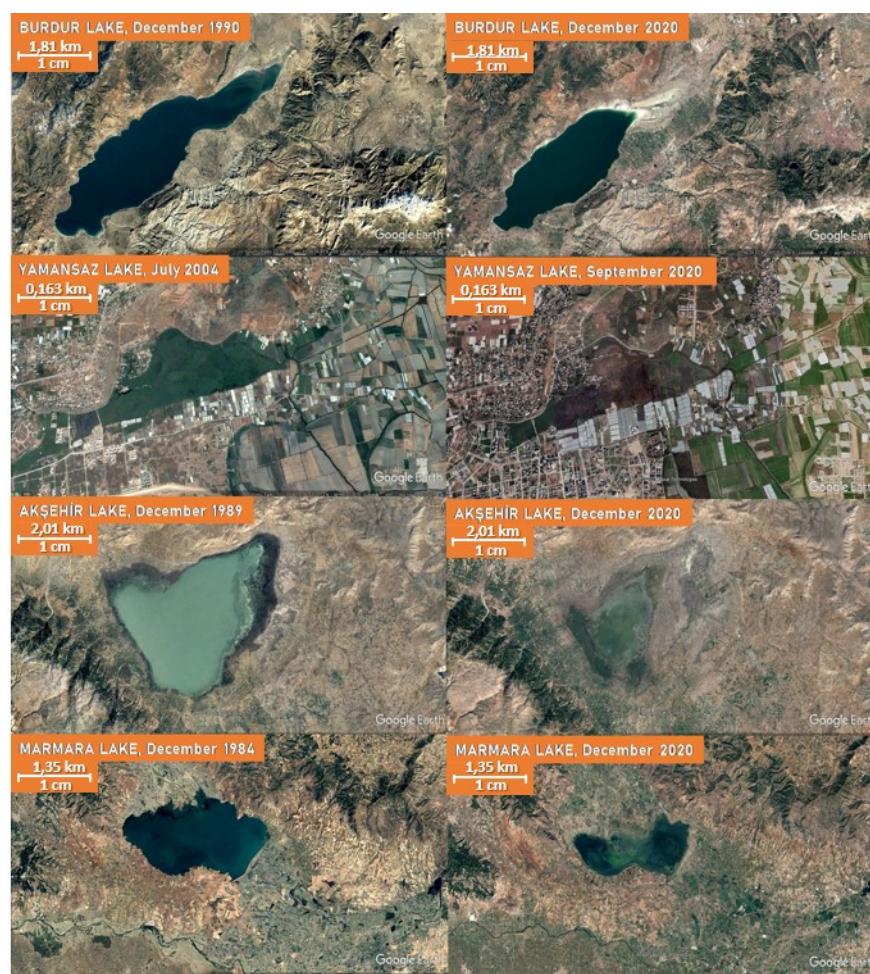 BURDUR LAKE, December 1990
1,81 km
1 cm
Google Earth
BURDUR LAKE, December 2020
1,81 km
1 cm
Google Earth
YAMANSAZ LAKE, July 2004
0,163 km
1 cm
Google Earth
YAMANSAZ LAKE, September 2020
0,163 km
1 cm
Google Earth
AKŞEHİR LAKE, December 1989
2,01 km
1 cm
Google Earth
AKŞEHİR LAKE, December 2020
2,01 km
1 cm
Google Earth
MARMARA LAKE, December 1984
1,35 km
1 cm
Google Earth
MARMARA LAKE, December 2020
1,35 km
1 cm
Google Earth